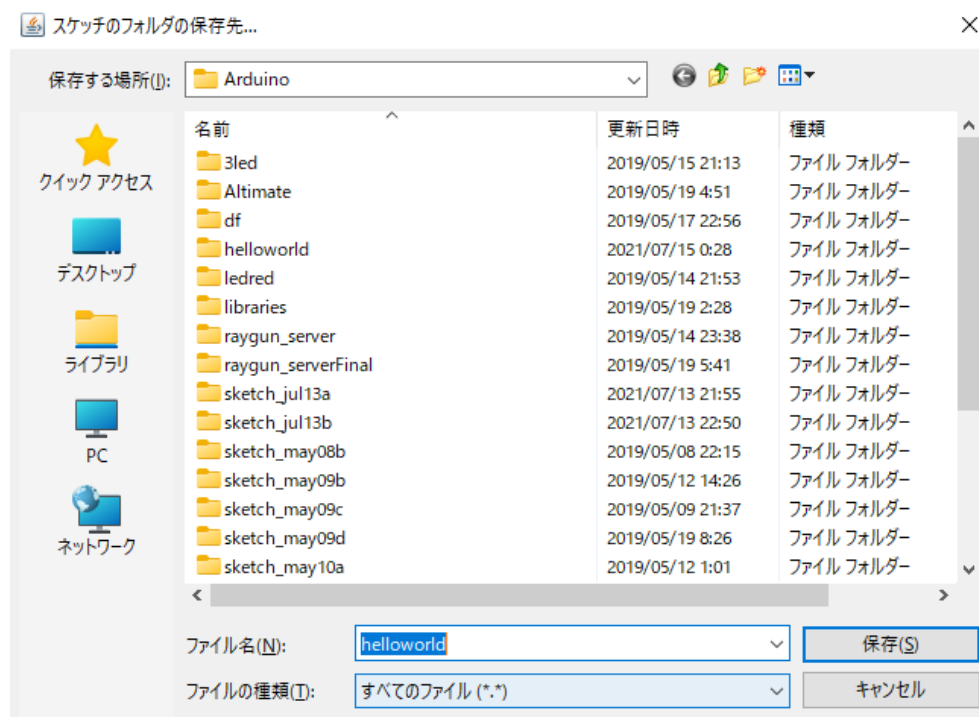 スケッチのフォルダの保存先...
保存する場所(I): Arduino
名前 更新日時 種類
クイック アクセス
デスクトップ
ライブラリ
PC
ネットワーク
3led 2019/05/15 21:13 ファイル フォルダー
Altimate 2019/05/19 4:51 ファイル フォルダー
df 2019/05/17 22:56 ファイル フォルダー
helloworld 2021/07/15 0:28 ファイル フォルダー
ledred 2019/05/14 21:53 ファイル フォルダー
libraries 2019/05/19 2:28 ファイル フォルダー
raygun_server 2019/05/14 23:38 ファイル フォルダー
raygun_serverFinal 2019/05/19 5:41 ファイル フォルダー
sketch_jul13a 2021/07/13 21:55 ファイル フォルダー
sketch_jul13b 2021/07/13 22:50 ファイル フォルダー
sketch_may08b 2019/05/08 22:15 ファイル フォルダー
sketch_may09b 2019/05/12 14:26 ファイル フォルダー
sketch_may09c 2019/05/09 21:37 ファイル フォルダー
sketch_may09d 2019/05/19 8:26 ファイル フォルダー
sketch_may10a 2019/05/12 1:01 ファイル フォルダー
ファイル名(N): helloworld 保存(S)
ファイルの種類(T): すべてのファイル (*.*) キャンセル